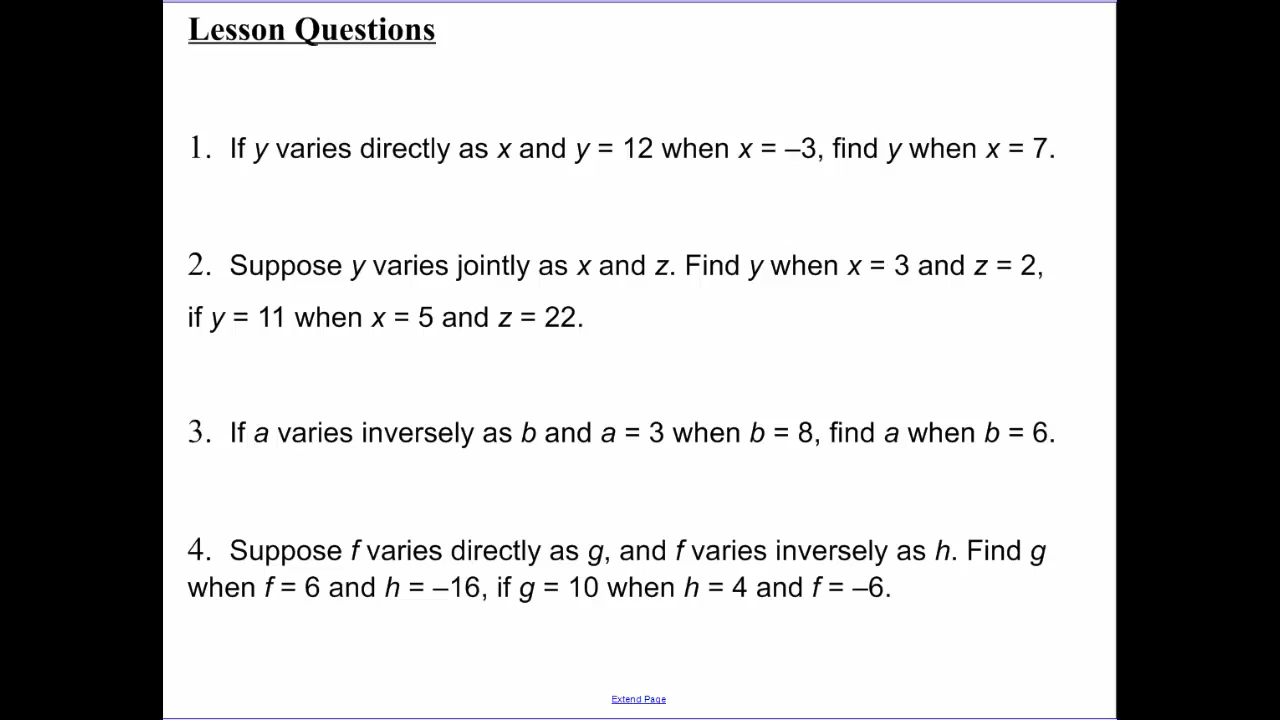 Lesson Questions
1. If y varies directly as x and y = 12 when x = –3, find y when x = 7.
2. Suppose y varies jointly as x and z. Find y when x = 3 and z = 2,
if y = 11 when x = 5 and z = 22.
3. If a varies inversely as b and a = 3 when b = 8, find a when b = 6.
4. Suppose f varies directly as g, and f varies inversely as h. Find g
when f = 6 and h = –16, if g = 10 when h = 4 and f = –6.
Extend Page